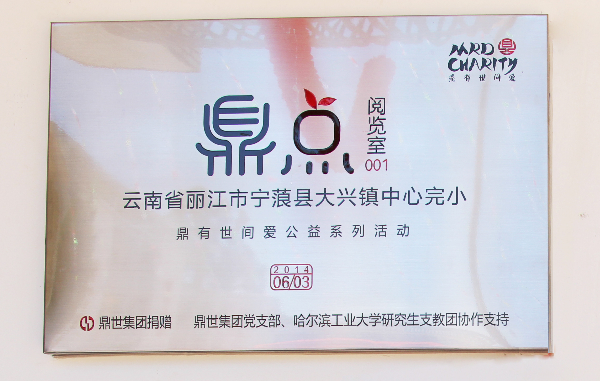 MRD 鼎
CHARITY
鼎有世间爱
鼎点
阅览室
001
云南省丽江市宁蒗县大兴镇中心完小
鼎有世间爱公益系列活动
2014
06/03
鼎世集团捐赠 鼎世集团党支部、哈尔滨工业大学研究生支教团协作支持